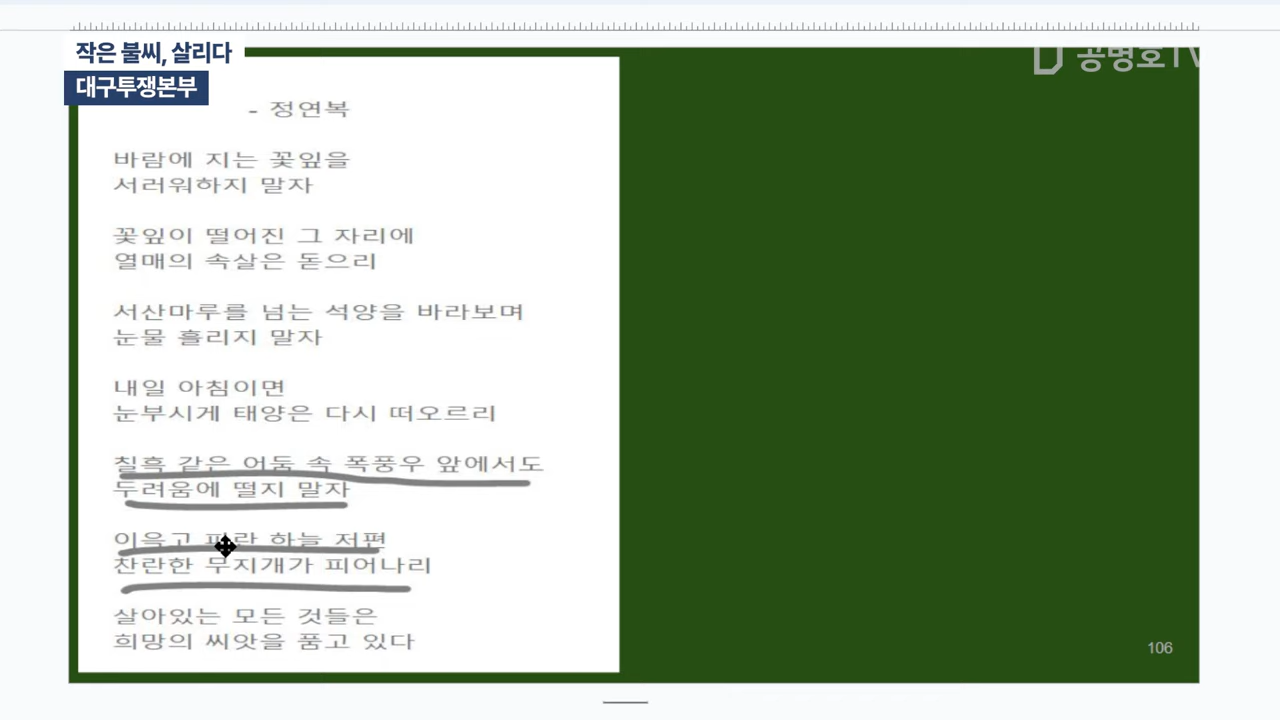 작은 불씨, 살리다
대구투쟁본부
공병호TV
- 정연복
바람에 지는 꽃잎을
서러워하지 말자
꽃잎이 떨어진 그 자리에
열매의 속살은 돋으리
서산마루를 넘는 석양을 바라보며
눈물 흘리지 말자
내일 아침이면
눈부시게 태양은 다시 떠오르리
칠흑 같은 어둠 속 폭풍우 앞에서도
두려움에 떨지 말자
이윽고 파란 하늘 저편
찬란한 무지개가 피어나리
살아있는 모든 것들은
희망의 씨앗을 품고 있다
106